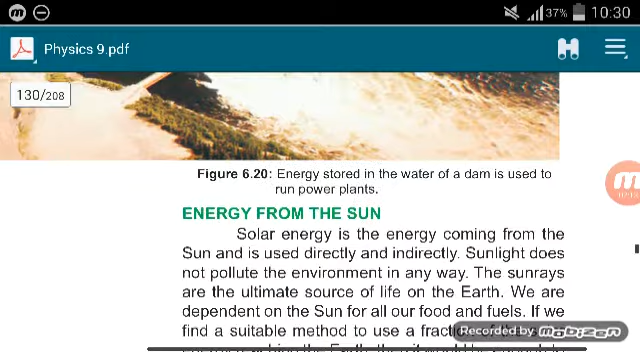 37% 10:30
Physics 9.pdf
130/208
Figure 6.20: Energy stored in the water of a dam is used to
run power plants.
ENERGY FROM THE SUN
Solar energy is the energy coming from the
Sun and is used directly and indirectly. Sunlight does
not pollute the environment in any way. The sunrays
are the ultimate source of life on the Earth. We are
dependent on the Sun for all our food and fuels. If we
find a suitable method to use a
Recorded by mobizen